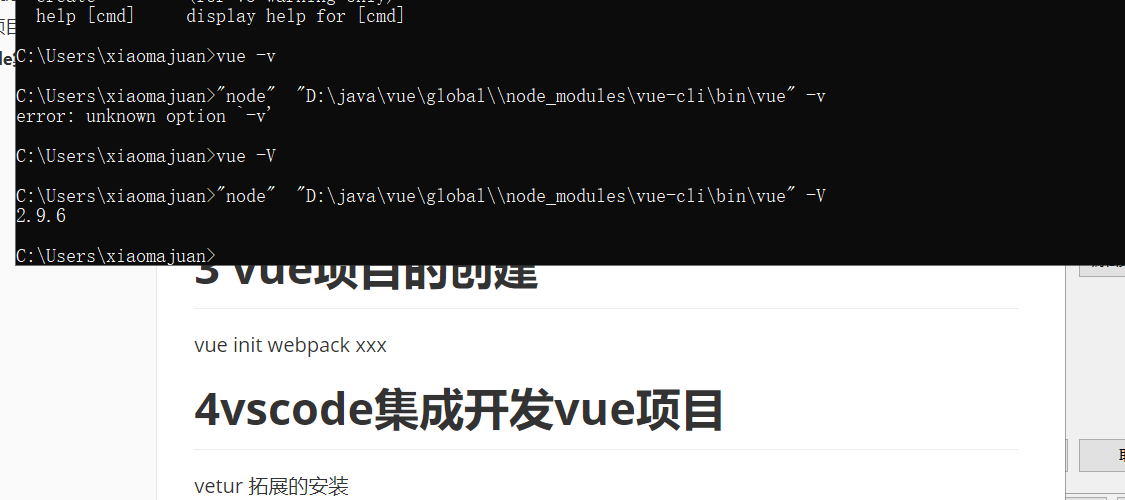 help [cmd]     display help for [cmd]
C:\Users\xiaomajuan>vue -v
C:\Users\xiaomajuan>"node"  "D:\java\vue\global\\node_modules\vue-cli\bin\vue" -v
error: unknown option `-v'
C:\Users\xiaomajuan>vue -V
C:\Users\xiaomajuan>"node"  "D:\java\vue\global\\node_modules\vue-cli\bin\vue" -V
2.9.6
C:\Users\xiaomajuan>
3 vue项目的创建
vue init webpack xxx
4vscode集成开发vue项目
vetur 拓展的安装